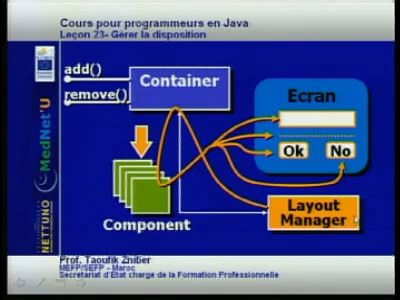 Cours pour programmeurs en Java
Leçon 23- Gérer la disposition
add()
remove()
Container
Ecran
Ok
No
Component
Layout
Manager
MedNet'U
NETTUNO
Prof. Taoufik Zniber
MEFP/SEFP - Maroc
Secrétariat d'Etat chargé de la Formation Professionnelle